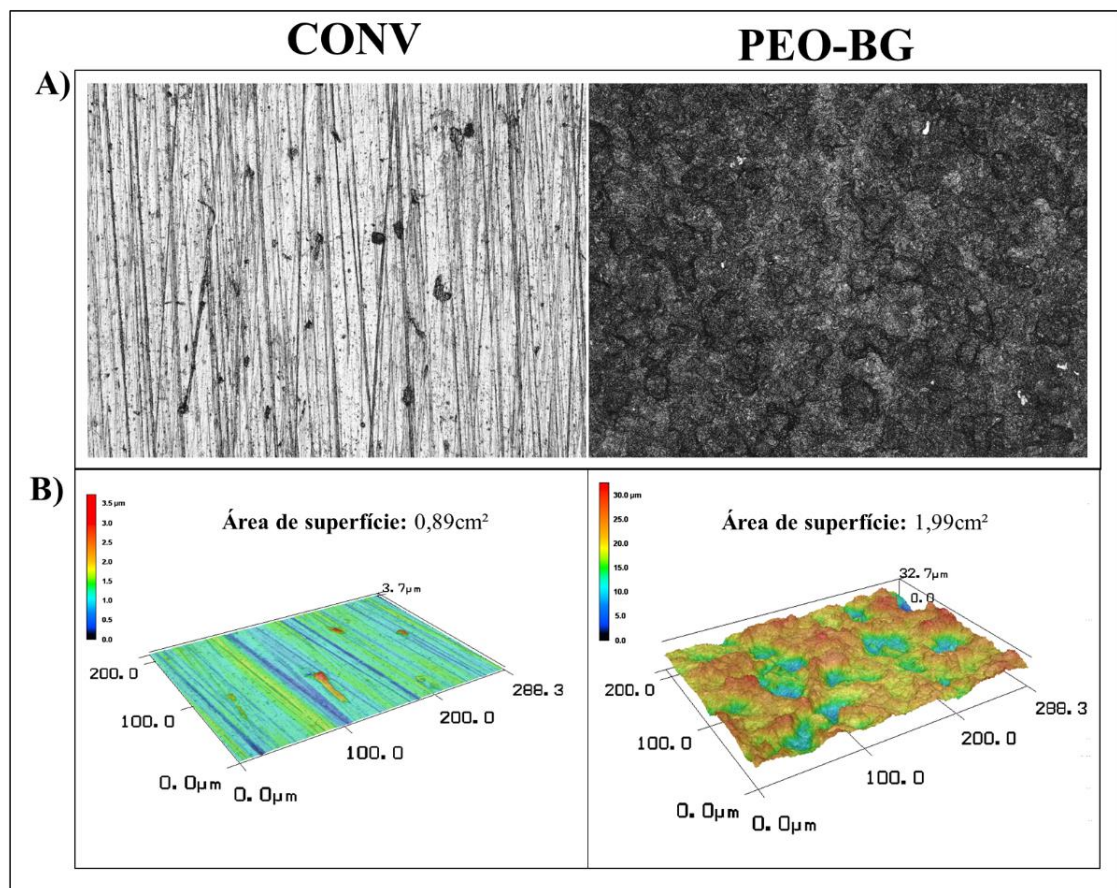 CONV
PEO-BG
A)
B)
3.5 µm
3.0
2.5
2.0
1.5
1.0
0.5
0.0
Área de superfície: 0,89cm²
3.7µm
200.0
100.0
0.0µm
0.0µm
100.0
200.0
288.3
30.0 µm
25.0
20.0
15.0
10.0
5.0
0.0
Área de superfície: 1,99cm²
32.7µm
0.0
200.0
100.0
0.0µm
0.0µm
100.0
200.0
288.3